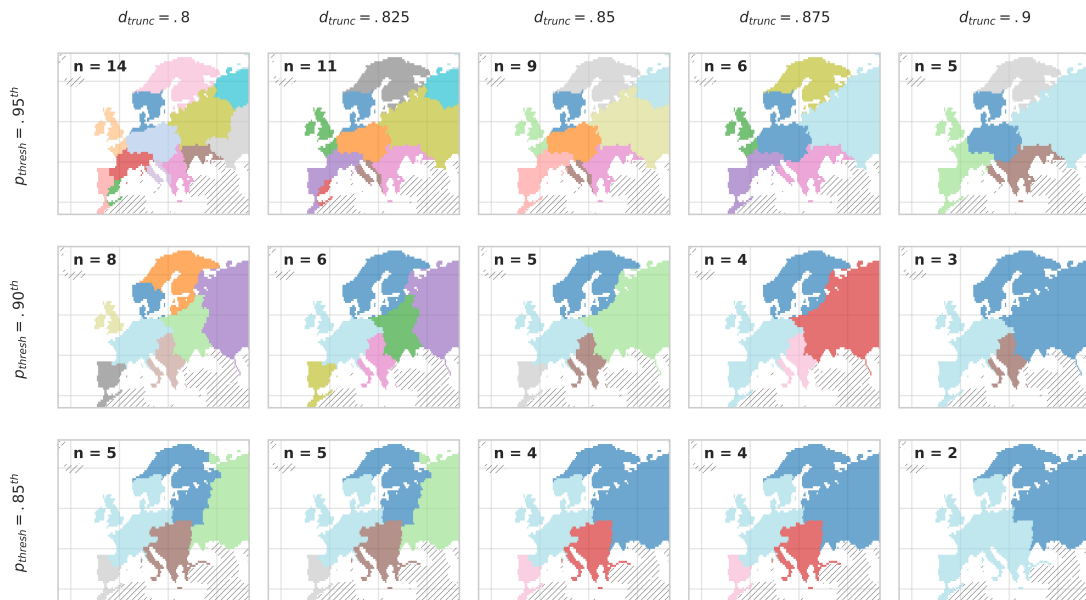 d_trunc = .8 d_trunc = .825 d_trunc = .85 d_trunc = .875 d_trunc = .9
p_thresh = .95^th
n = 14 n = 11 n = 9 n = 6 n = 5
p_thresh = .90^th
n = 8 n = 6 n = 5 n = 4 n = 3
p_thresh = .85^th
n = 5 n = 5 n = 4 n = 4 n = 2